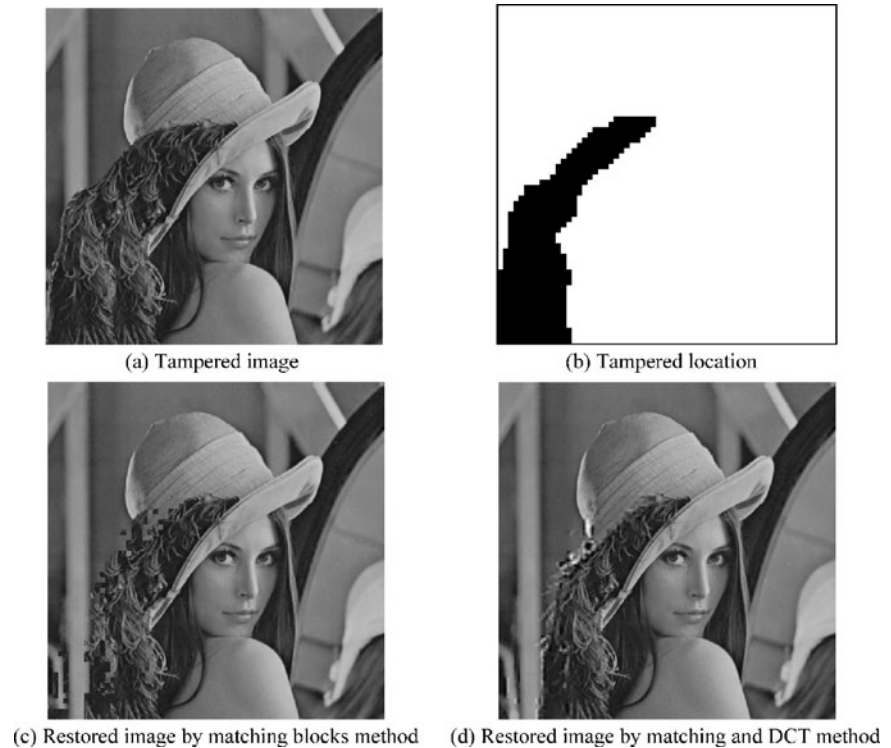 (a) Tampered image
(b) Tampered location
(c) Restored image by matching blocks method
(d) Restored image by matching and DCT method